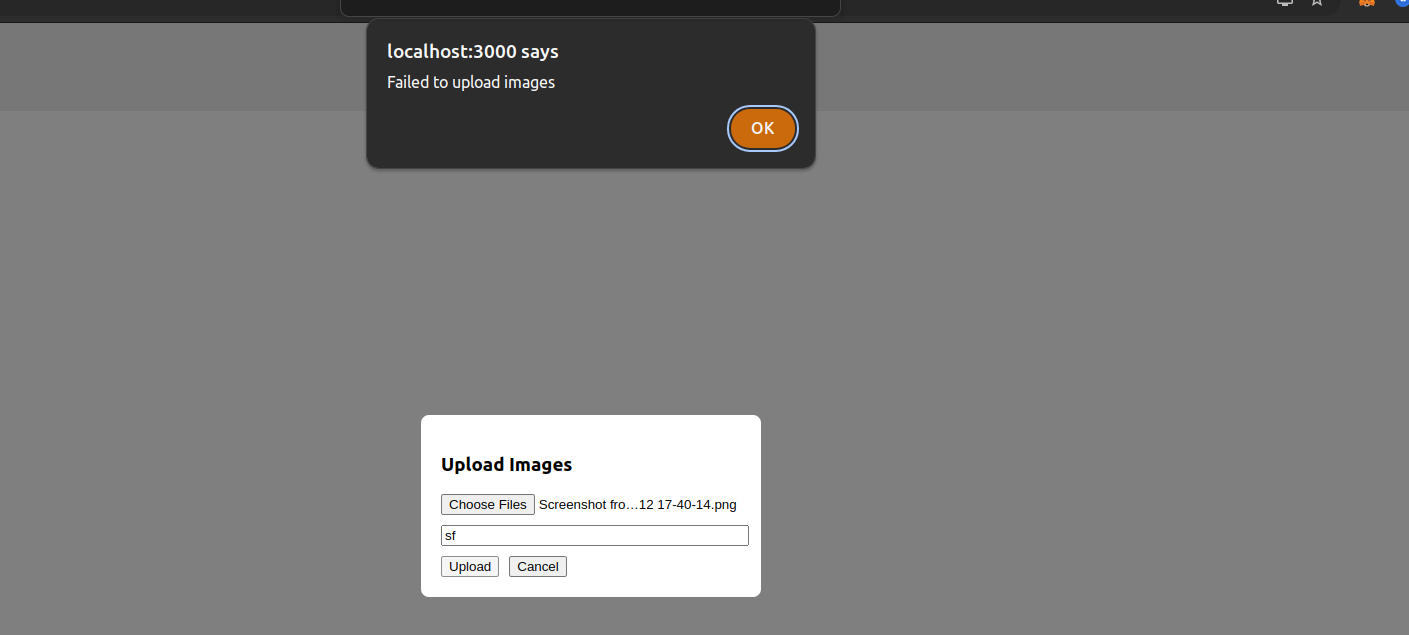 localhost:3000 says
Failed to upload images
OK
Upload Images
Choose Files Screenshot fro…12 17-40-14.png
sf
Upload Cancel